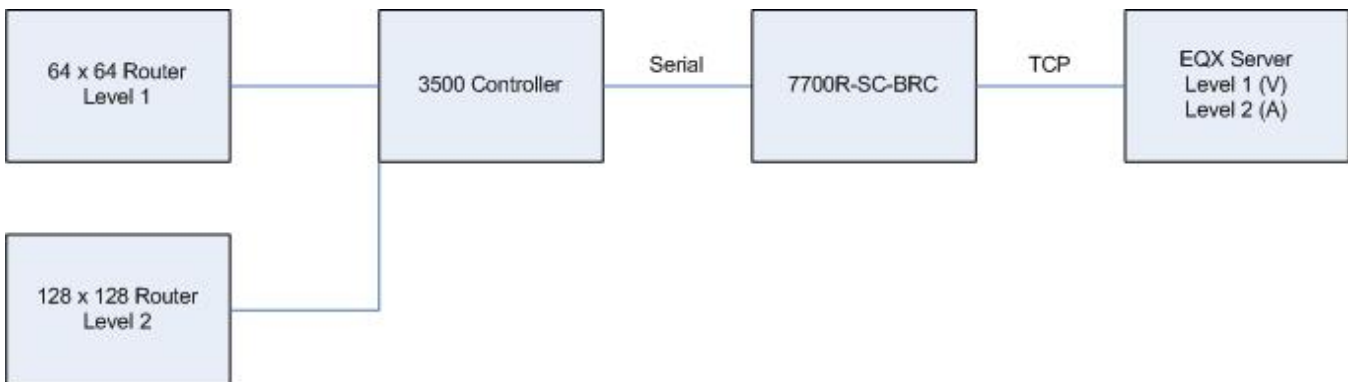 64 x 64 Router
Level 1
3500 Controller
Serial
7700R-SC-BRC
TCP
EQX Server
Level 1 (V)
Level 2 (A)
128 x 128 Router
Level 2